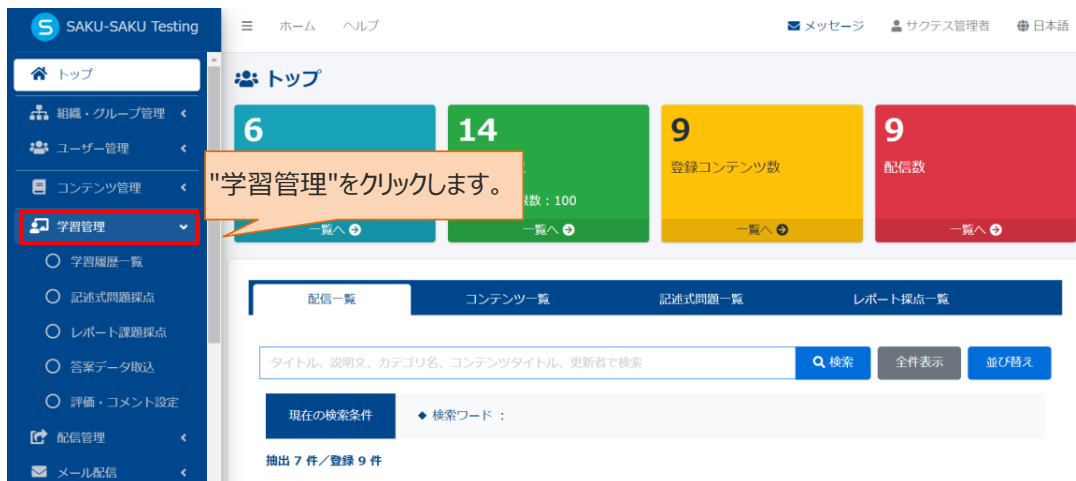 SAKU-SAKU Testing
ホーム ヘルプ
メッセージ サクテス管理者 日本語
トップ
組織・グループ管理
ユーザー管理
コンテンツ管理
学習管理
学習履歴一覧
記述式問題採点
レポート課題採点
答案データ取込
評価・コメント設定
配信管理
メール配信
トップ
6
一覧へ
14
数:100
一覧へ
9
登録コンテンツ数
一覧へ
9
配信数
一覧へ
"学習管理"をクリックします。
配信一覧 コンテンツ一覧 記述式問題一覧 レポート採点一覧
タイトル、説明文、カテゴリ名、コンテンツタイトル、更新者で検索 検索 全件表示 並び替え
現在の検索条件 ◆ 検索ワード :
抽出 7 件/登録 9 件